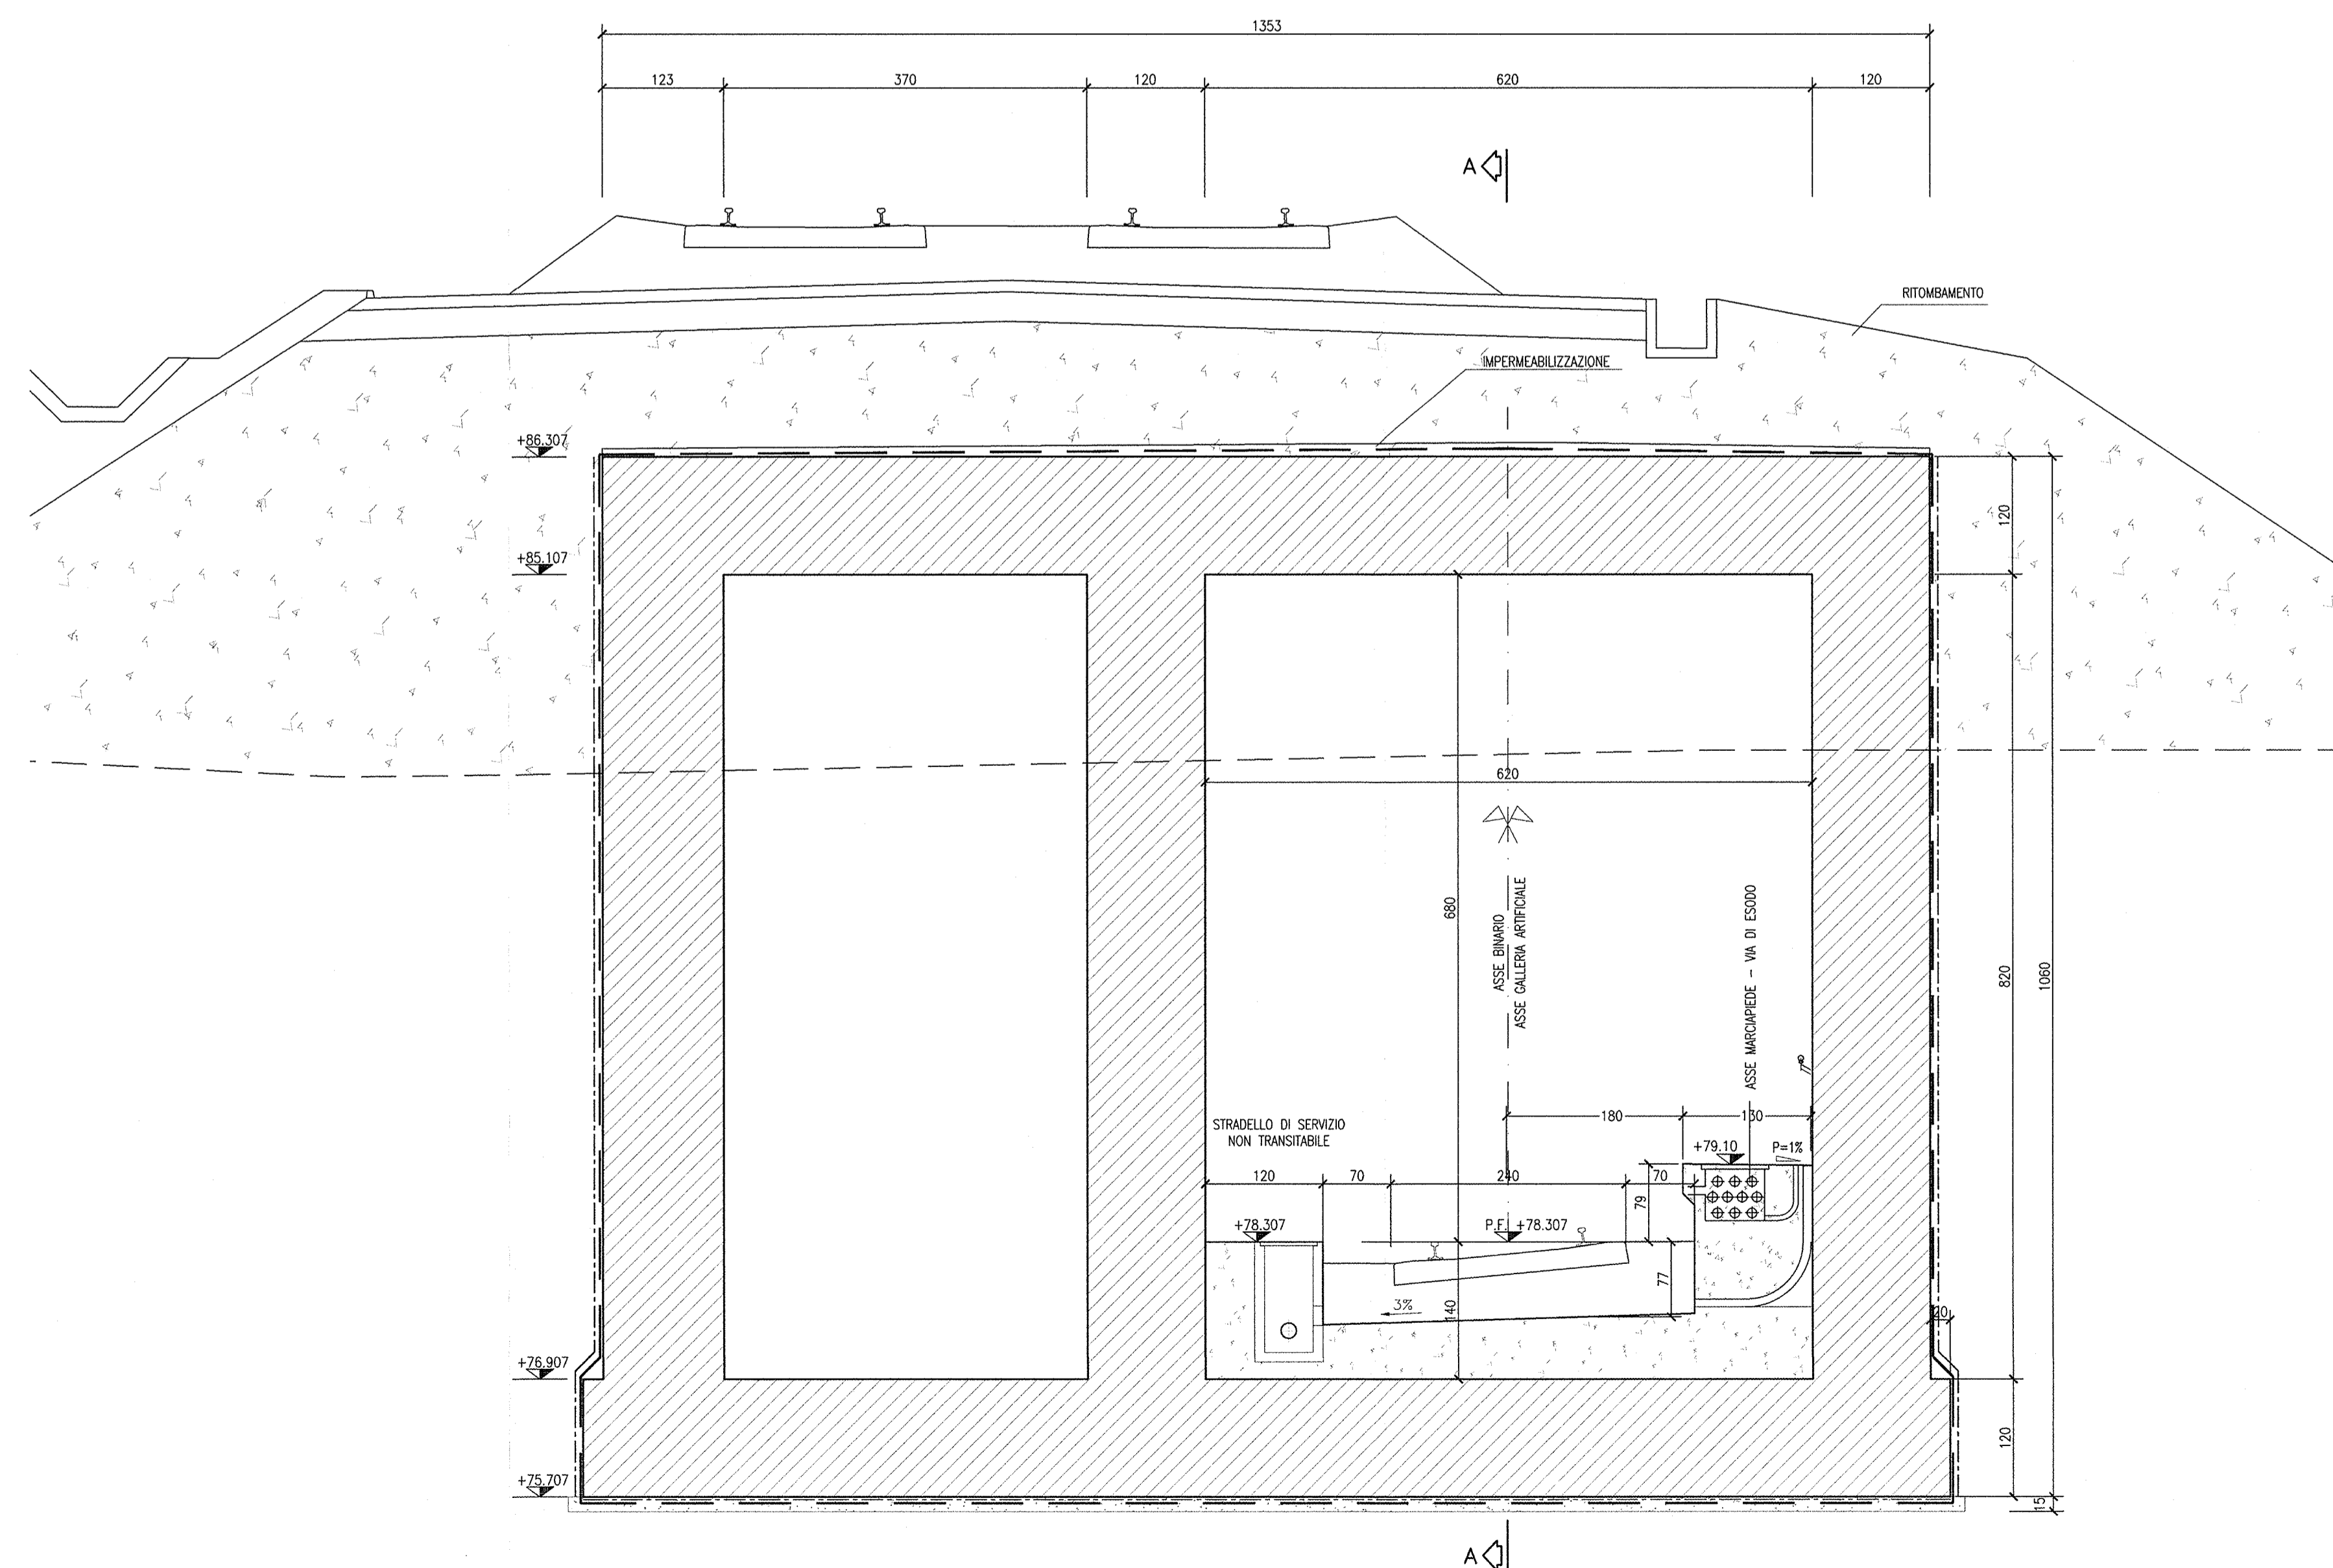 1353
123
370
120
620
120
A
RITOMBAMENTO
IMPERMEABILIZZAZIONE
+86.307
120
+85.107
620
680
ASSE BINARIO
ASSE GALLERIA ARTIFICIALE
ASSE MARCIAPIEDE - VIA DI ESODO
820
1060
STRADELLO DI SERVIZIO
NON TRANSITABILE
180
130
+79.10
P=1%
120
70
240
70
79
+78.307
P.F. +78.307
77
3%
140
20
+76.907
120
+75.707
15
A